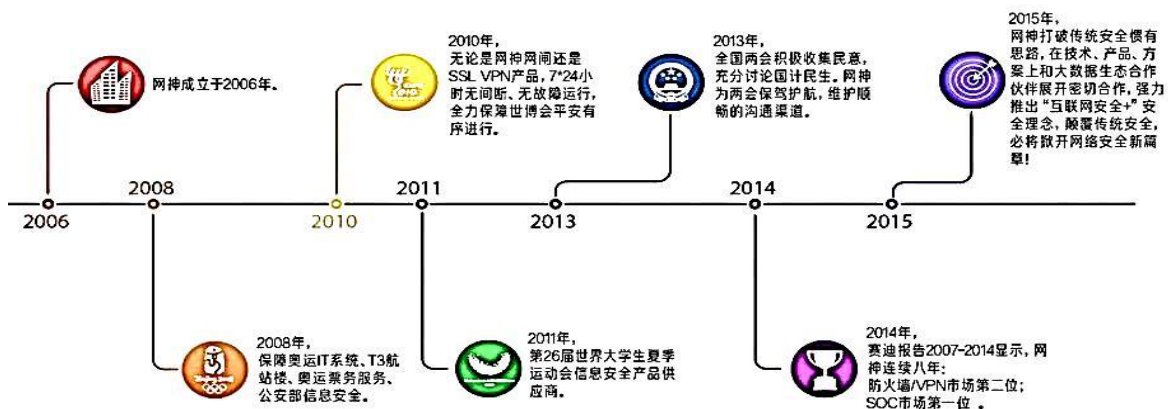 网神成立于2006年。
2010年,
无论是网神网间还是
SSL VPN产品,7*24小
时无间断、无故障运行,
全力保障世博会平安有
序进行。
2013年,
全国两会积极收集民意,
充分讨论国计民生。网神
为两会保驾护航,维护顺
畅的沟通渠道。
2015年,
网神打破传统安全惯有
思路,在技术、产品、方
案上和大数据生态合作
伙伴展开密切合作,强力
推出“互联网安全+”安
全理念,颠覆传统安全,
必将掀开网络安全新篇
章!
2006
2008
2010
2011
2013
2014
2015
2008年,
保障奥运IT系统、T3航
站楼、奥运票务服务、
公安部信息安全。
2011年,
第26届世界大学生夏季
运动会信息安全产品供
应商。
2014年,
赛迪报告2007-2014显示,网
神连续八年:
防火墙/VPN市场第二位;
SOC市场第一位 。